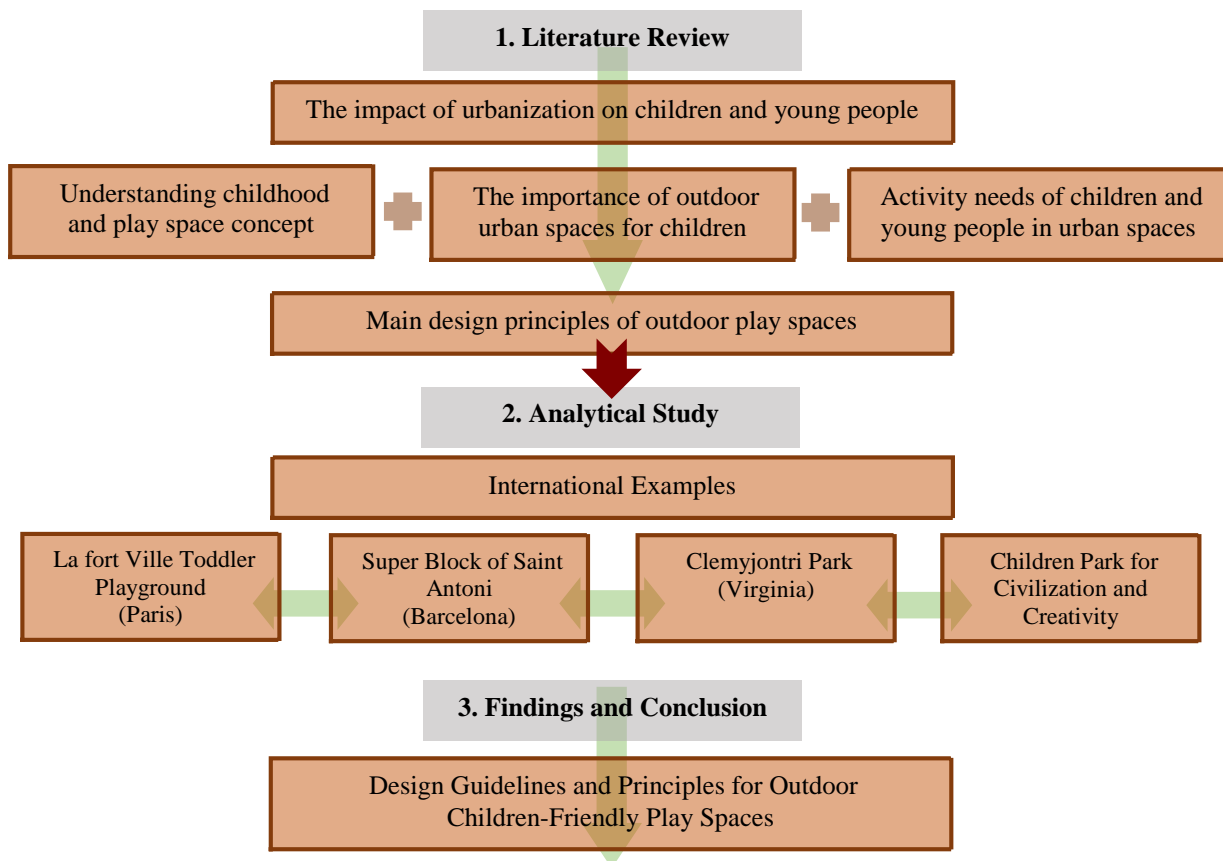 1. Literature Review
The impact of urbanization on children and young people
Understanding childhood
and play space concept
The importance of outdoor
urban spaces for children
Activity needs of children and
young people in urban spaces
Main design principles of outdoor play spaces
2. Analytical Study
International Examples
La fort Ville Toddler
Playground
(Paris)
Super Block of Saint
Antoni
(Barcelona)
Clemyjontri Park
(Virginia)
Children Park for
Civilization and
Creativity
3. Findings and Conclusion
Design Guidelines and Principles for Outdoor
Children-Friendly Play Spaces